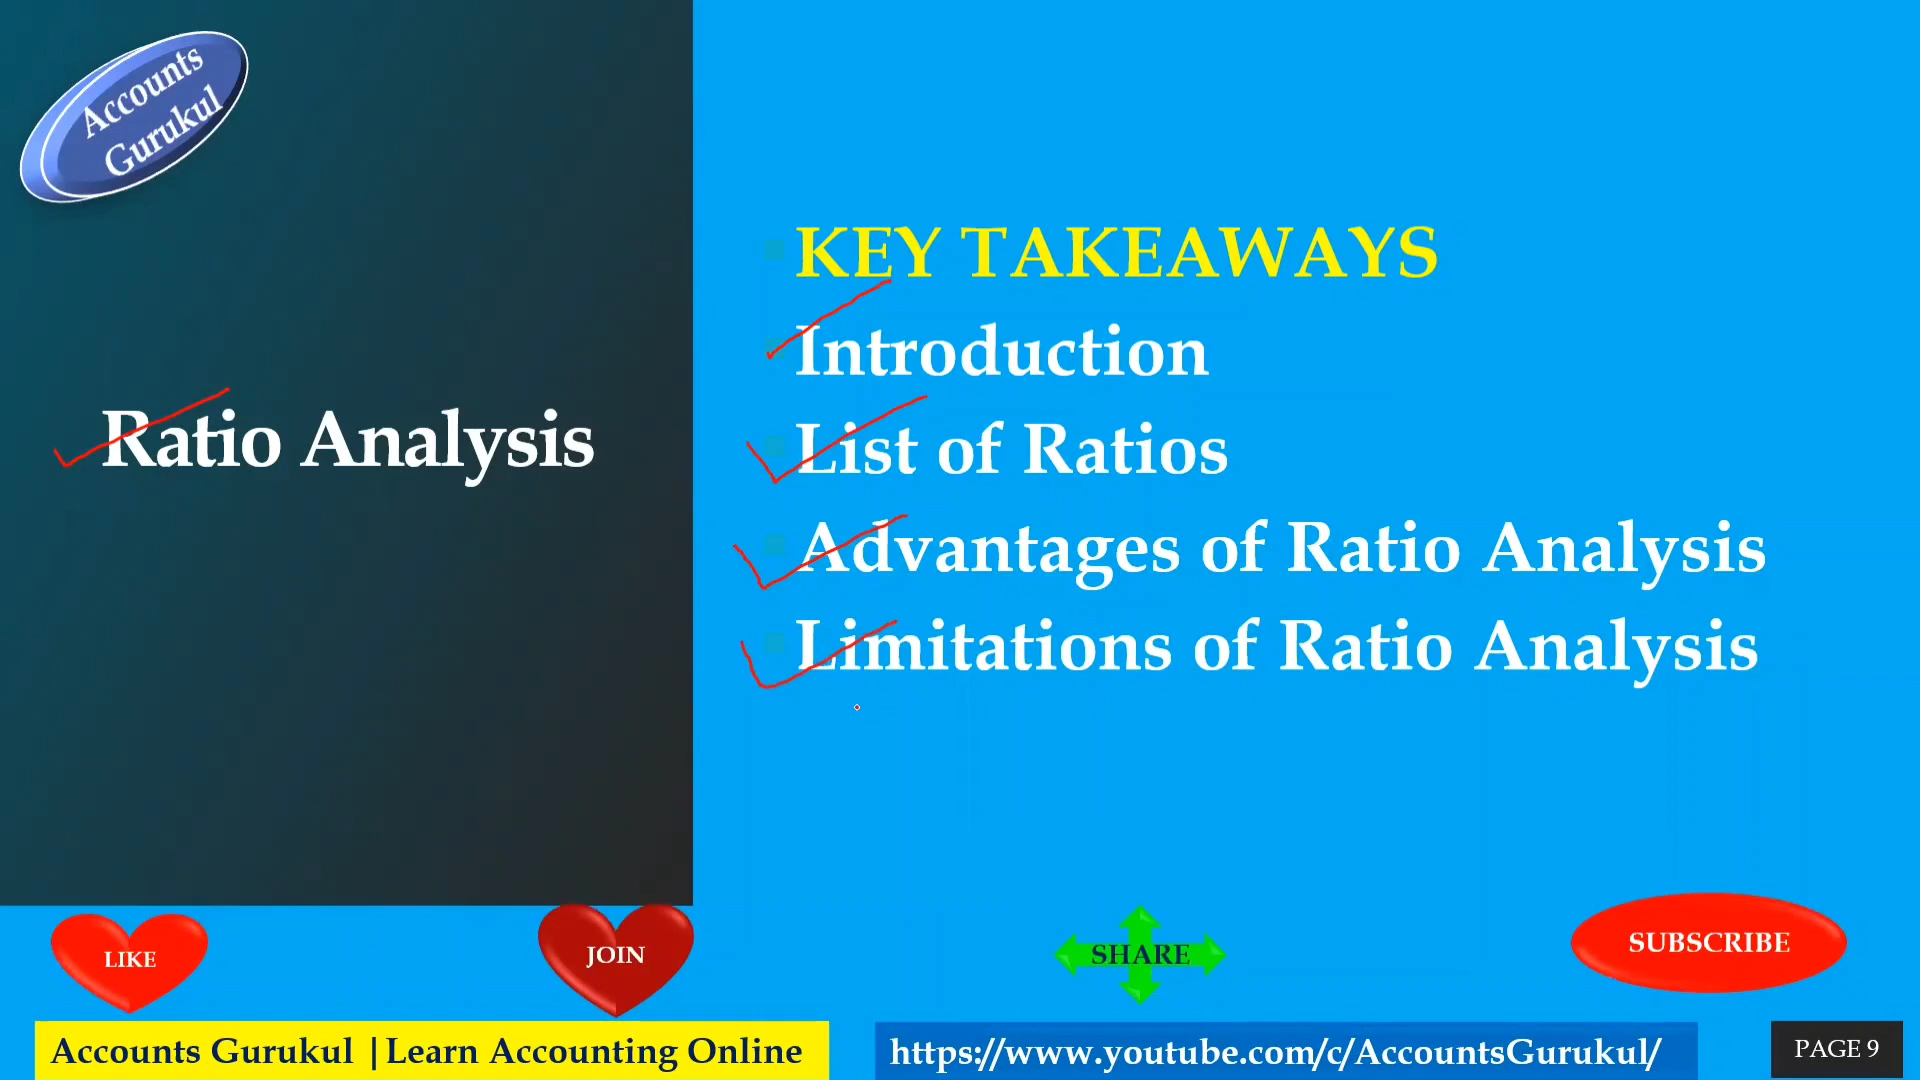 Accounts
Gurukul
Ratio Analysis
KEY TAKEAWAYS
Introduction
List of Ratios
Advantages of Ratio Analysis
Limitations of Ratio Analysis
LIKE
JOIN
SHARE
SUBSCRIBE
Accounts Gurukul |Learn Accounting Online
https://www.youtube.com/c/AccountsGurukul/
PAGE 9